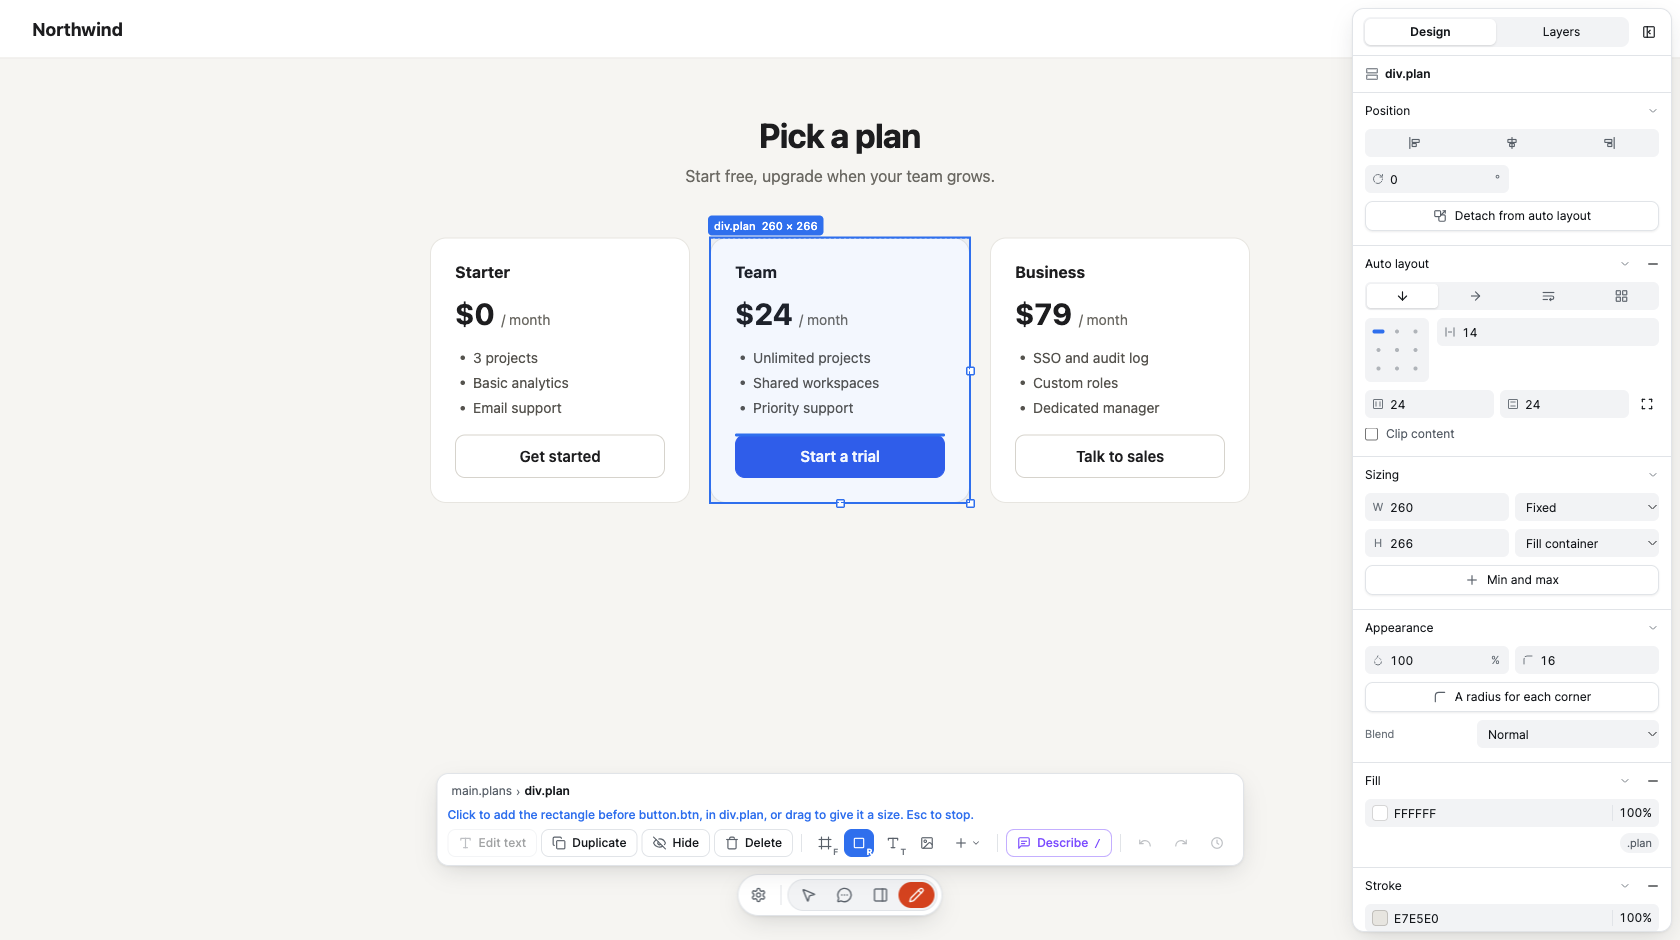 Northwind
Design
Layers
div.plan
Position
0
°
Detach from auto layout
Auto layout
14
24
24
Clip content
Sizing
W 260
Fixed
H 266
Fill container
Min and max
Appearance
100 %
16
A radius for each corner
Blend
Normal
Fill
FFFFFF 100%
.plan
Stroke
E7E5E0 100%
Pick a plan
Start free, upgrade when your team grows.
div.plan 260 × 266
Starter
$0 / month
• 3 projects
• Basic analytics
• Email support
Get started
Team
$24 / month
• Unlimited projects
• Shared workspaces
• Priority support
Start a trial
Business
$79 / month
• SSO and audit log
• Custom roles
• Dedicated manager
Talk to sales
main.plans › div.plan
Click to add the rectangle before button.btn, in div.plan, or drag to give it a size. Esc to stop.
Edit text
Duplicate
Hide
Delete
F
R
T
Describe /